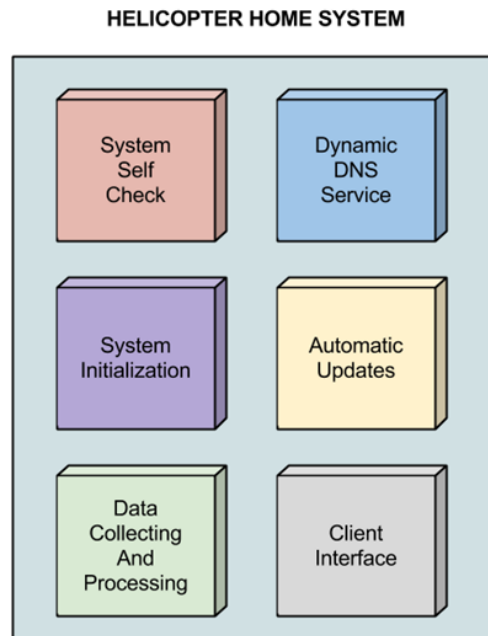 HELICOPTER HOME SYSTEM
System
Self
Check
Dynamic
DNS
Service
System
Initialization
Automatic
Updates
Data
Collecting
And
Processing
Client
Interface